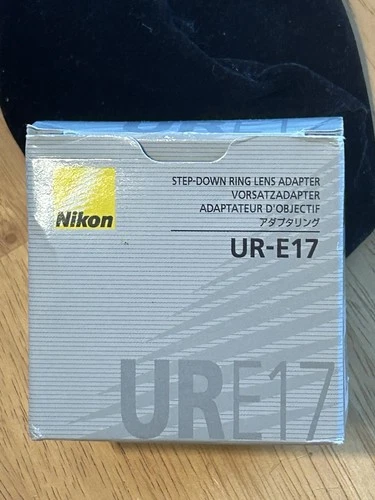 URE17
Nikon
STEP-DOWN RING LENS ADAPTER
VORSATZADAPTER
ADAPTATEUR D'OBJECTIF
アダプタリング
UR-E17
URE17